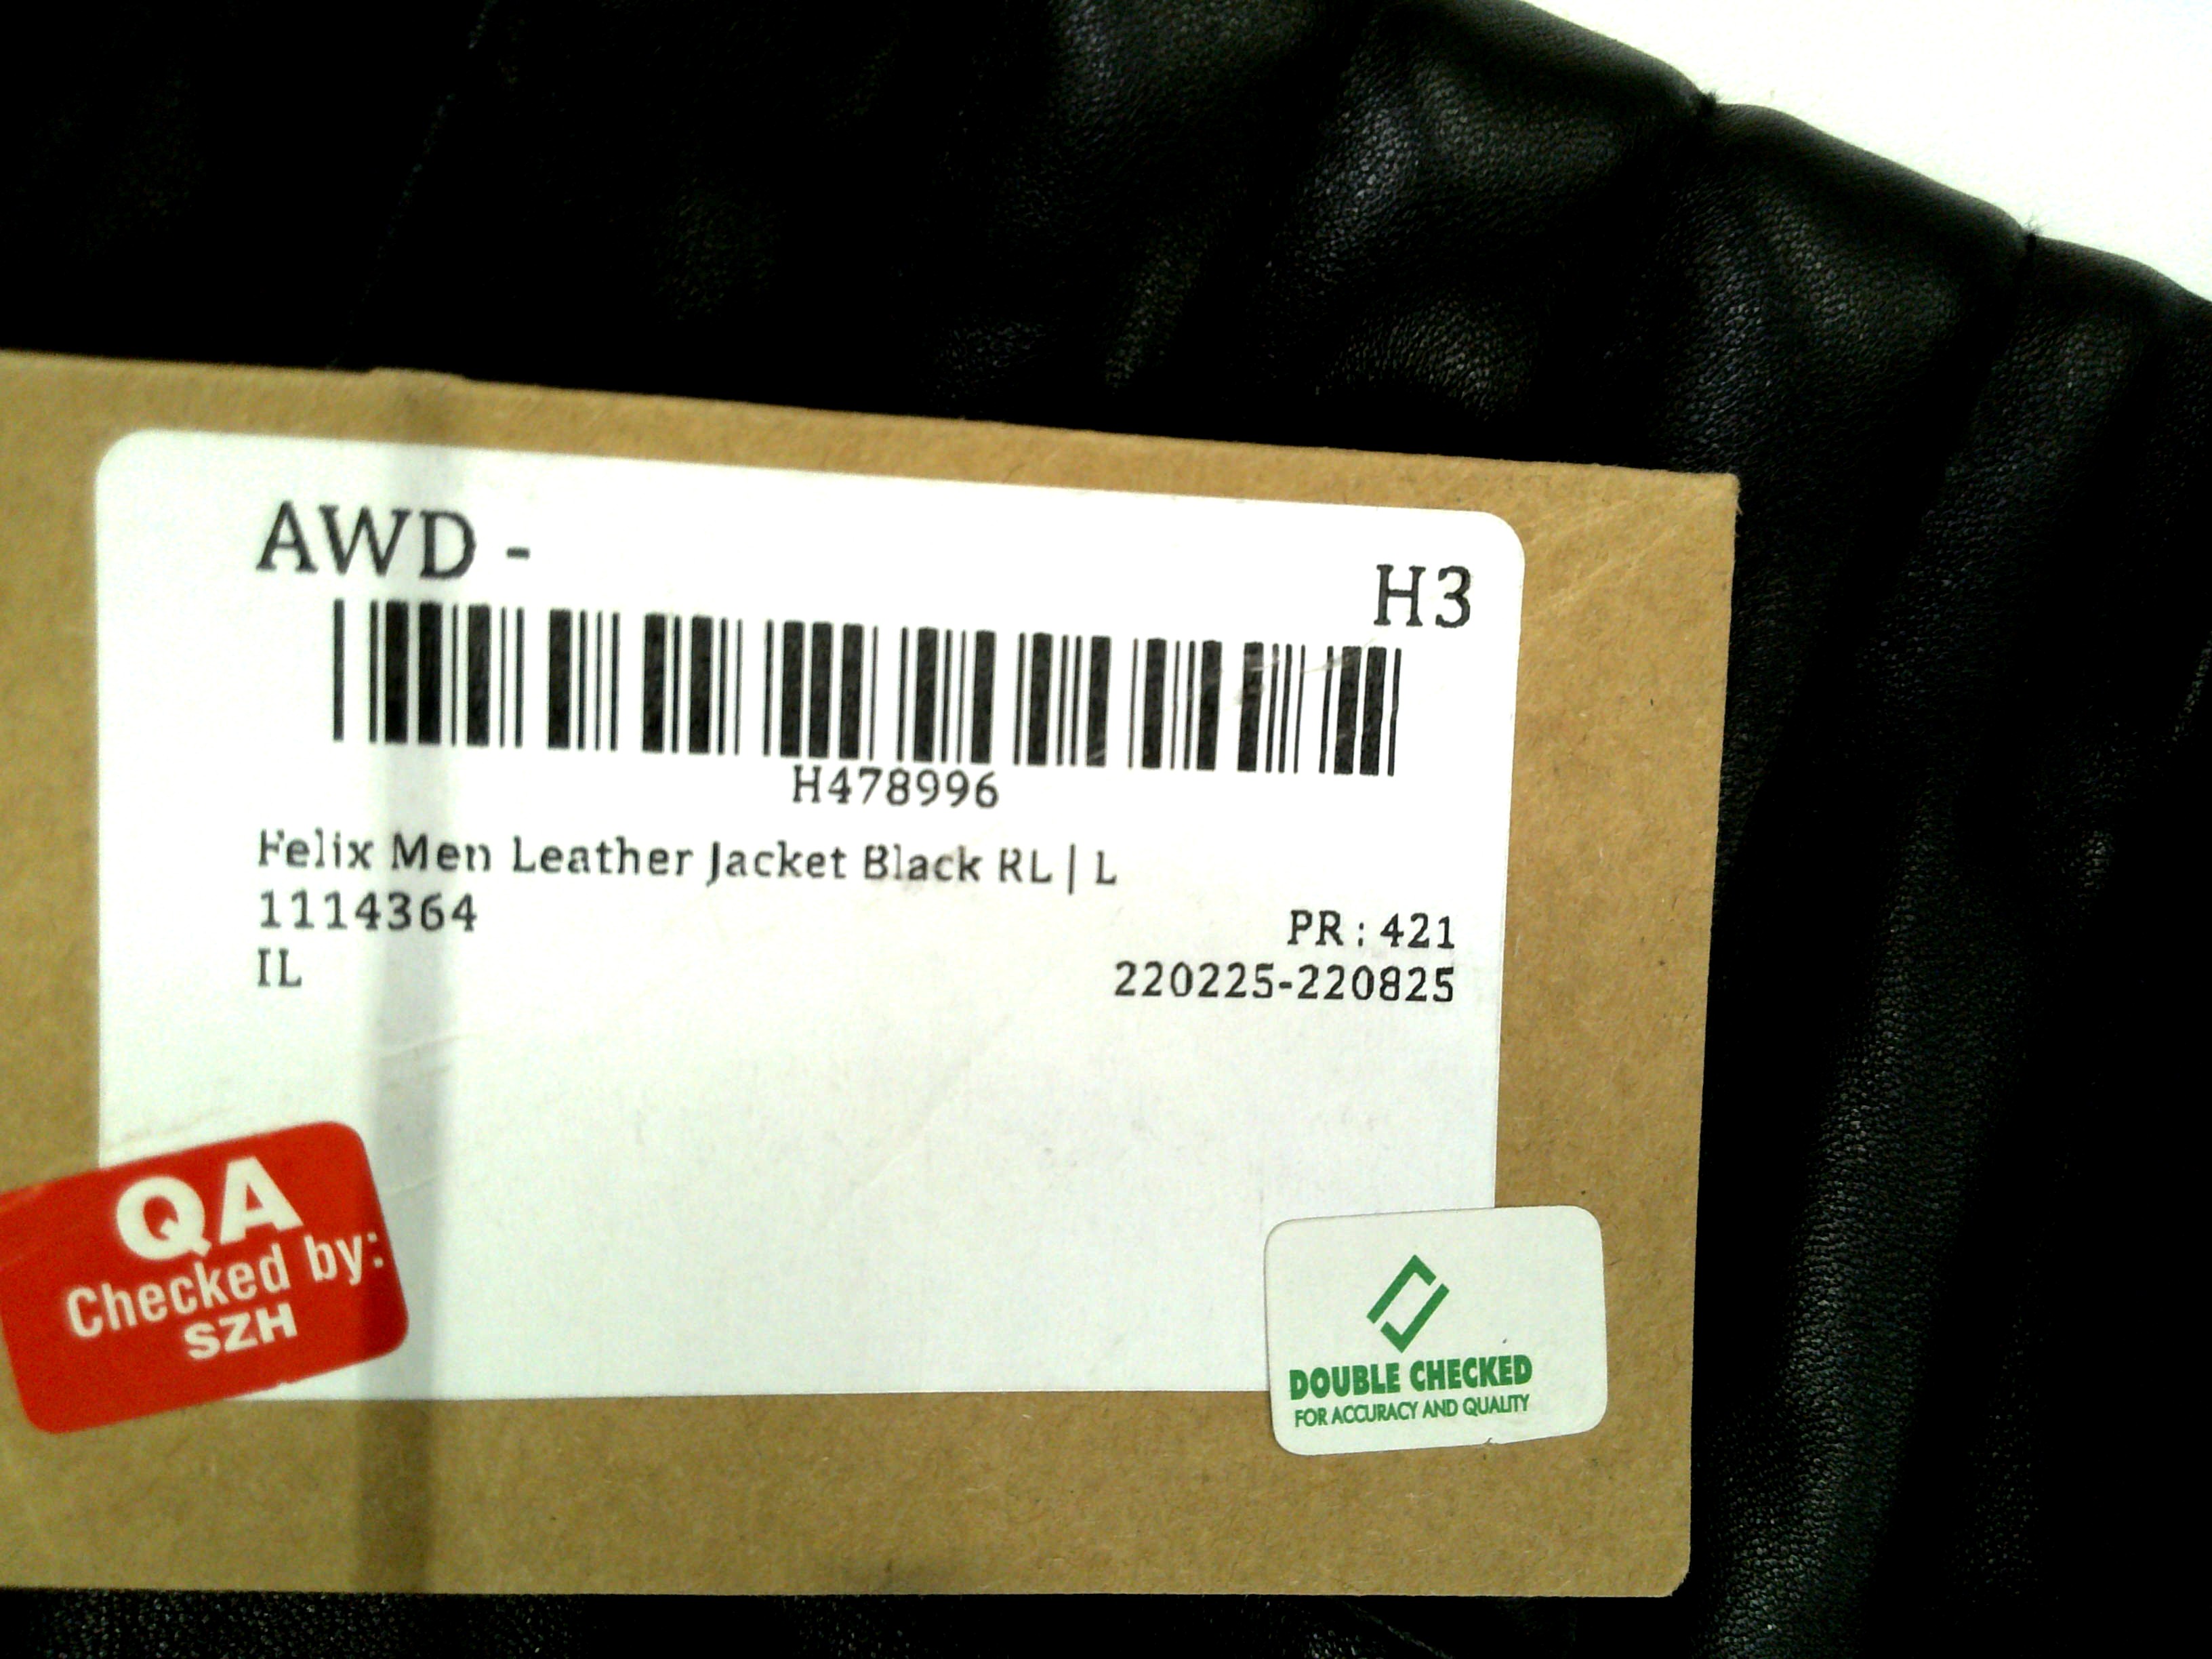 AWD -
H3
H478996
Felix Men Leather Jacket Black RL | L
1114364
PR : 421
IL
220225-220825
QA
Checked by:
SZH
DOUBLE CHECKED
FOR ACCURACY AND QUALITY